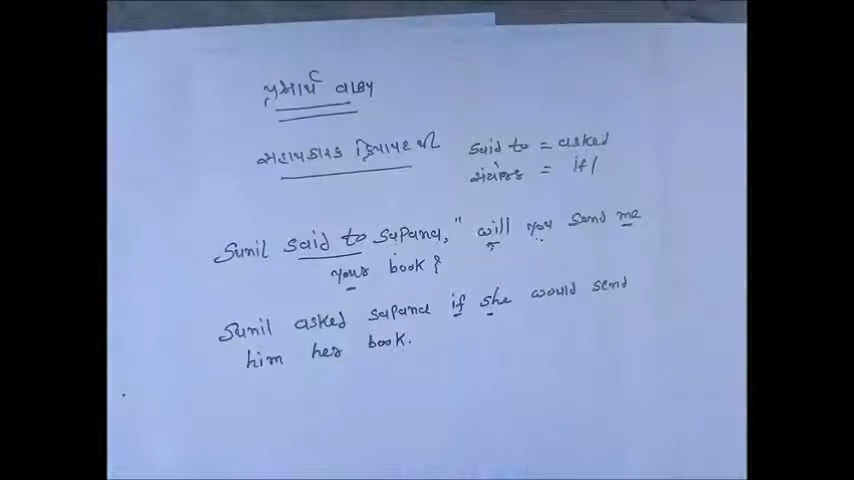 પ્રશ્નાર્થ વાક્ય
સહાયકારક ક્રિયાપદ થી
said to = asked
સંયોજક = if/
Sunil said to Sapana, " will you send me
your book ?
Sunil asked sapana if she would send
him her book.